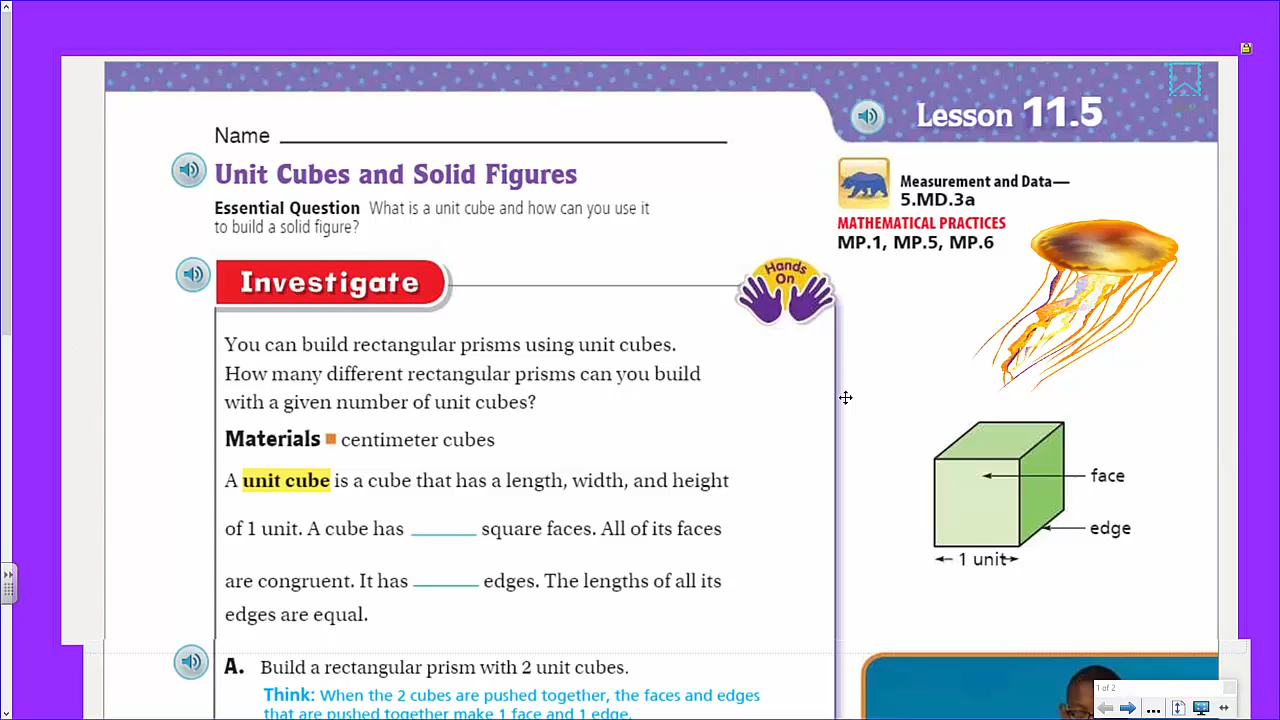 Lesson 11.5
Name
Unit Cubes and Solid Figures
Essential Question What is a unit cube and how can you use it
to build a solid figure?
Measurement and Data—
5.MD.3a
MATHEMATICAL PRACTICES
MP.1, MP.5, MP.6
Investigate
Hands
On
You can build rectangular prisms using unit cubes.
How many different rectangular prisms can you build
with a given number of unit cubes?
Materials ■ centimeter cubes
A unit cube is a cube that has a length, width, and height
of 1 unit. A cube has ______ square faces. All of its faces
are congruent. It has ______ edges. The lengths of all its
edges are equal.
face
edge
1 unit
A. Build a rectangular prism with 2 unit cubes.
Think: When the 2 cubes are pushed together, the faces and edges
that are pushed together make 1 face and 1 edge.
1 of 2